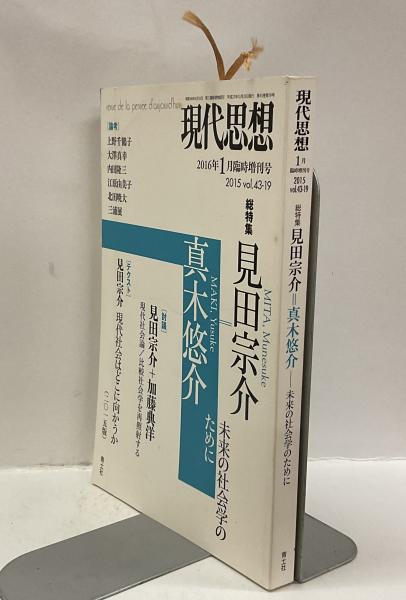 revue de la pensée d'aujourd'hui
現代思想
2016年1月臨時増刊号
2015 vol.43-19
[論考]
上野千鶴子
大澤真幸
内田隆三
江原由美子
北田暁大
三浦展
総特集
見田宗介
MITA, Munesuke
＝
真木悠介
MAKI, Yusuke
未来の社会学の
ために
[討議]
見田宗介＋加藤典洋
現代社会論／比較社会学を再照射する
[テクスト]
見田宗介 現代社会はどこに向かうか
(二〇一五版)
青土社
現代思想
1月
臨時増刊号
2015
vol.43-19
総特集 見田宗介＝真木悠介──未来の社会学のために
青土社